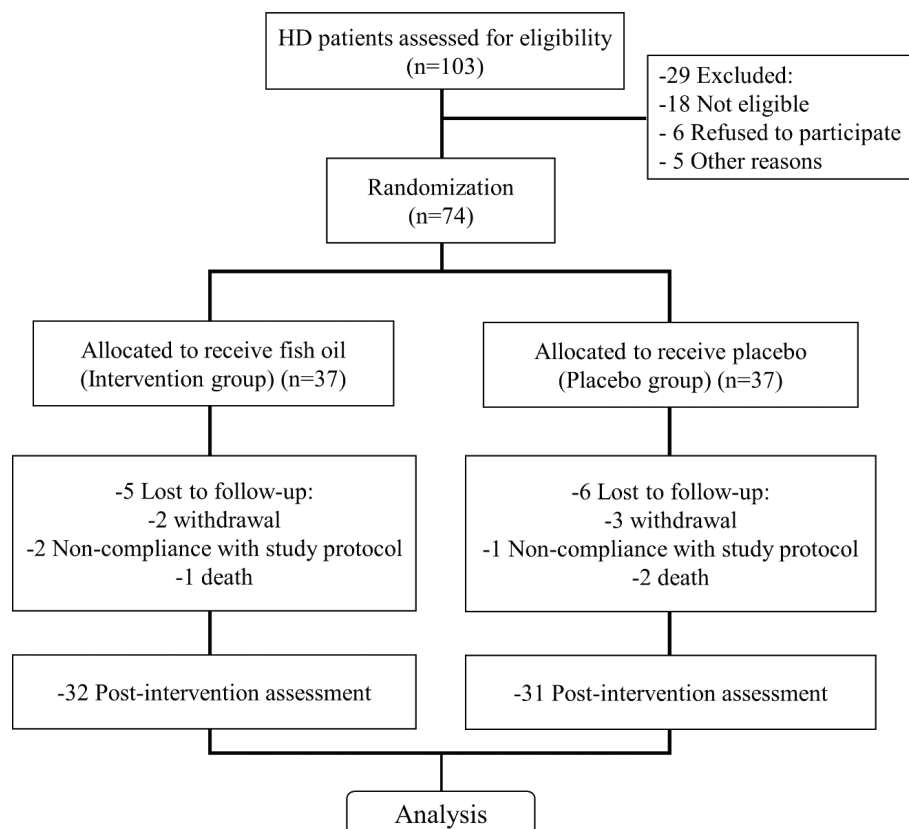 HD patients assessed for eligibility
(n=103)
-29 Excluded:
-18 Not eligible
- 6 Refused to participate
- 5 Other reasons
Randomization
(n=74)
Allocated to receive fish oil
(Intervention group) (n=37)
Allocated to receive placebo
(Placebo group) (n=37)
-5 Lost to follow-up:
-2 withdrawal
-2 Non-compliance with study protocol
-1 death
-6 Lost to follow-up:
-3 withdrawal
-1 Non-compliance with study protocol
-2 death
-32 Post-intervention assessment
-31 Post-intervention assessment
Analysis